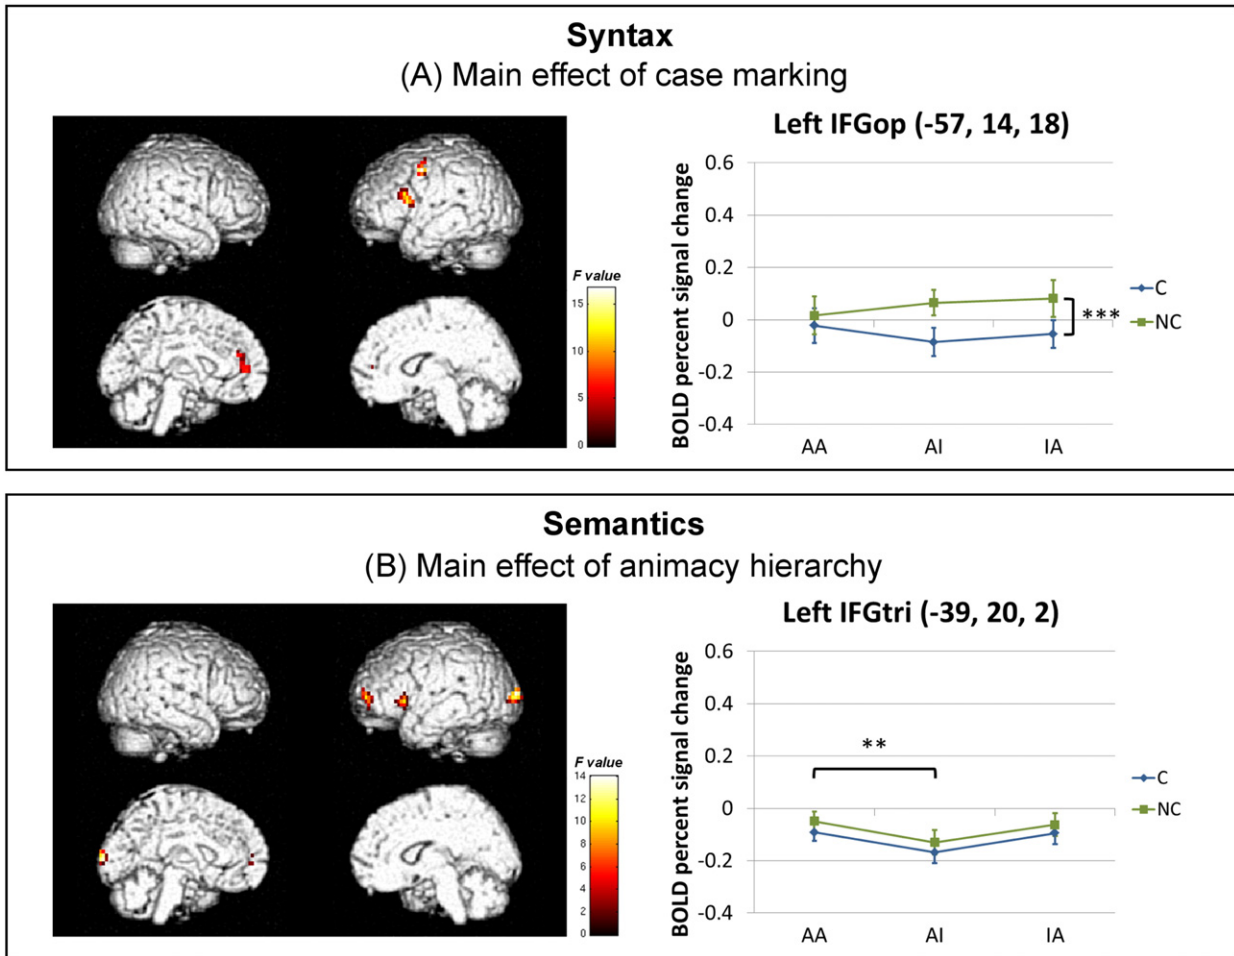 Syntax
(A) Main effect of case marking
Left IFGop (-57, 14, 18)
BOLD percent signal change
0.6
0.4
0.2
0
-0.2
-0.4
AA
AI
IA
***
C
NC
F value
15
10
5
0
Semantics
(B) Main effect of animacy hierarchy
Left IFGtri (-39, 20, 2)
BOLD percent signal change
0.6
0.4
0.2
0
-0.2
-0.4
AA
AI
IA
**
C
NC
F value
14
12
10
8
6
4
2
0